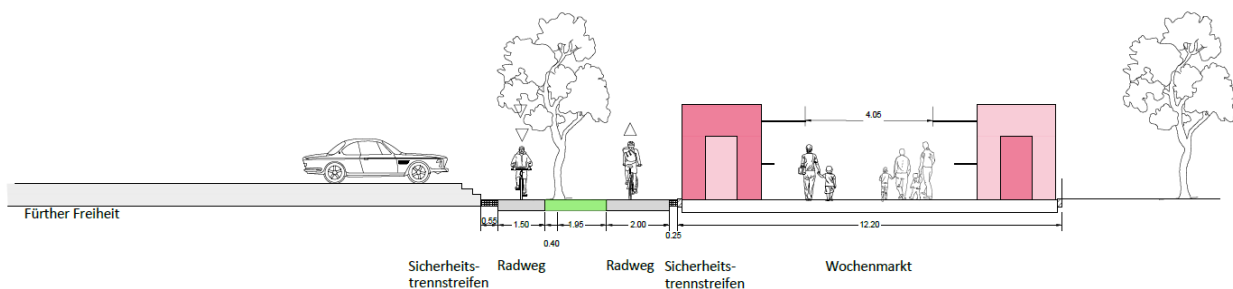 4.05
Fürther Freiheit
0.55
1.50
1.95
2.00
0.25
12.20
0.40
Sicherheits-
trennstreifen
Radweg
Radweg
Sicherheits-
trennstreifen
Wochenmarkt